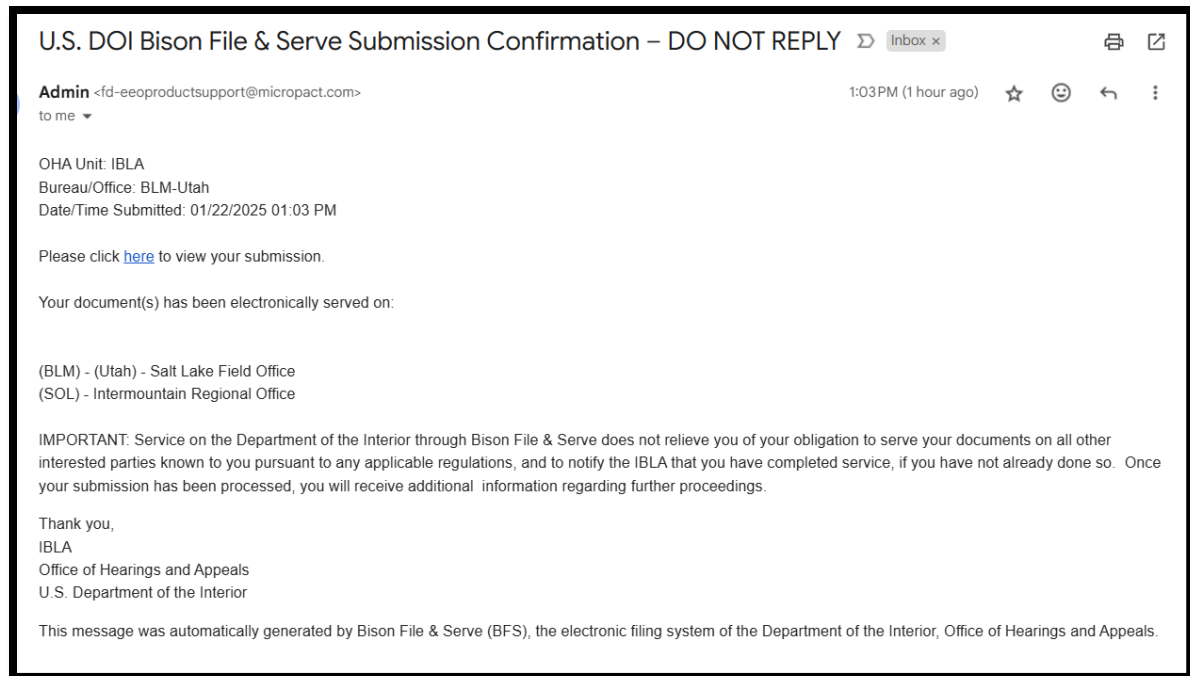 U.S. DOI Bison File & Serve Submission Confirmation – DO NOT REPLY Inbox ×
Admin <fd-eeoproductsupport@micropact.com> 1:03 PM (1 hour ago)
to me
OHA Unit: IBLA
Bureau/Office: BLM-Utah
Date/Time Submitted: 01/22/2025 01:03 PM
Please click here to view your submission.
Your document(s) has been electronically served on:
(BLM) - (Utah) - Salt Lake Field Office
(SOL) - Intermountain Regional Office
IMPORTANT: Service on the Department of the Interior through Bison File & Serve does not relieve you of your obligation to serve your documents on all other
interested parties known to you pursuant to any applicable regulations, and to notify the IBLA that you have completed service, if you have not already done so.  Once
your submission has been processed, you will receive additional  information regarding further proceedings.
Thank you,
IBLA
Office of Hearings and Appeals
U.S. Department of the Interior
This message was automatically generated by Bison File & Serve (BFS), the electronic filing system of the Department of the Interior, Office of Hearings and Appeals.